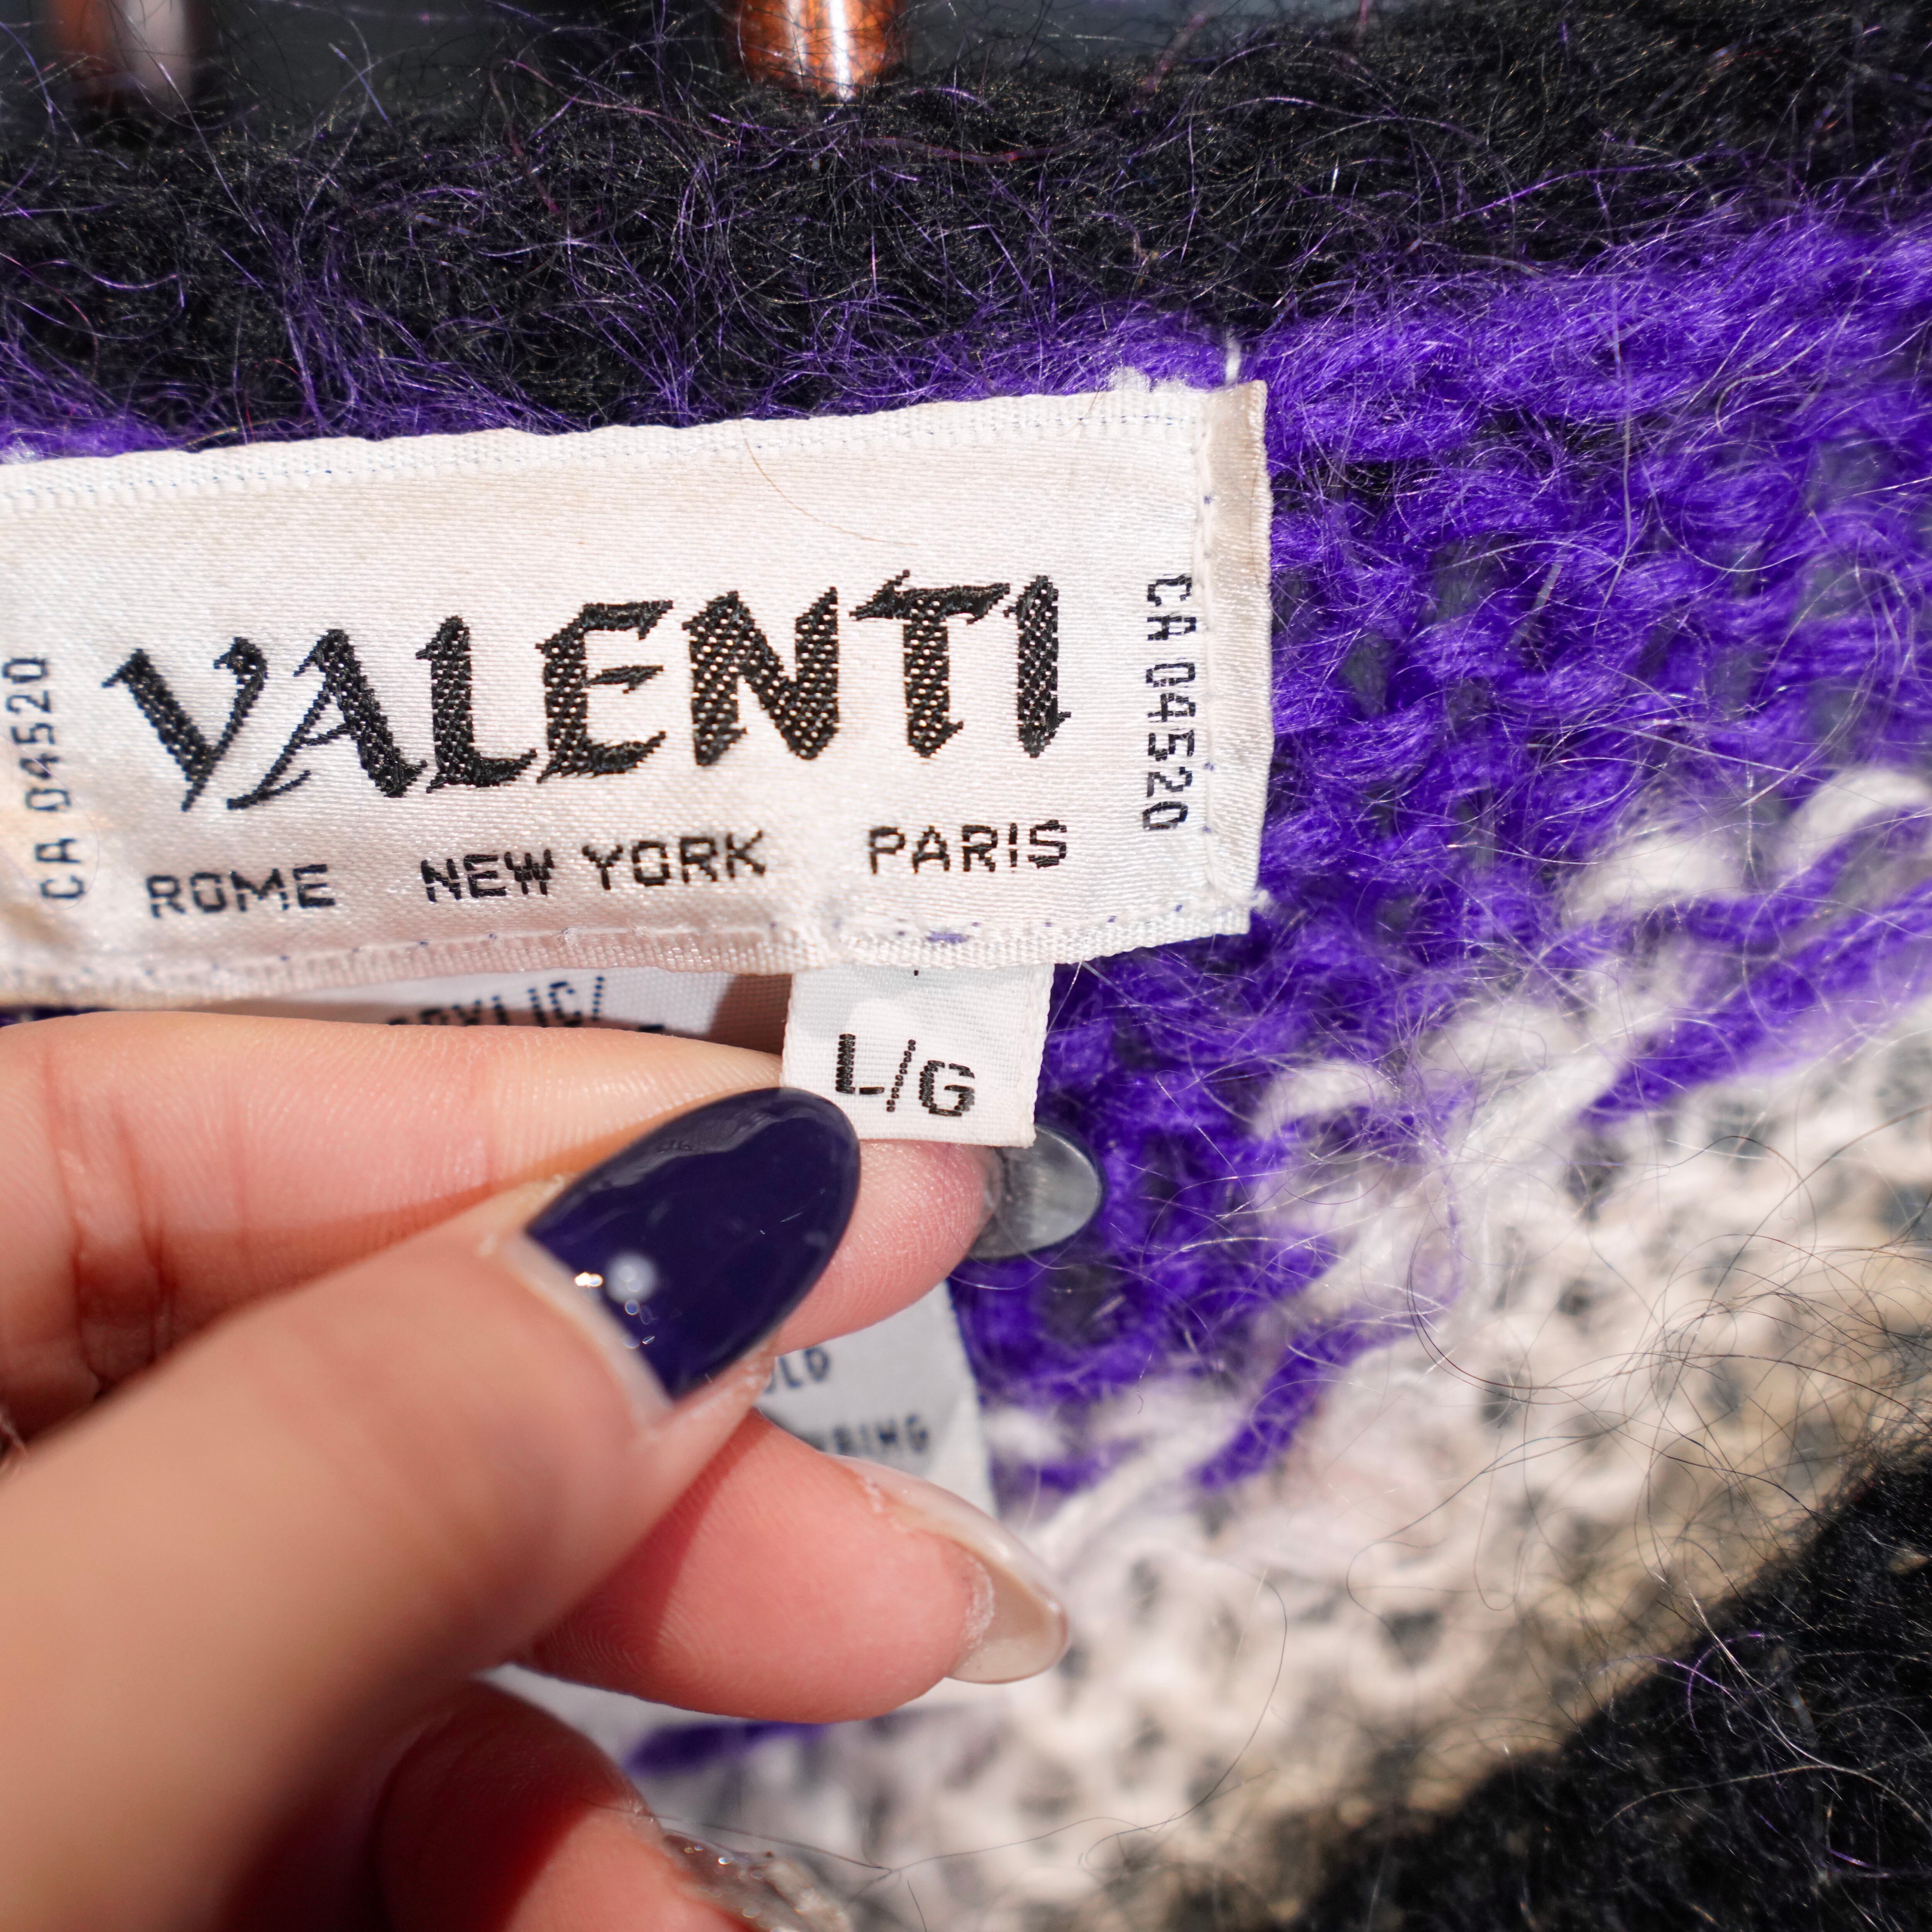 CA 04520
VALENTI
CA 04520
ROME NEW YORK PARIS
L/G